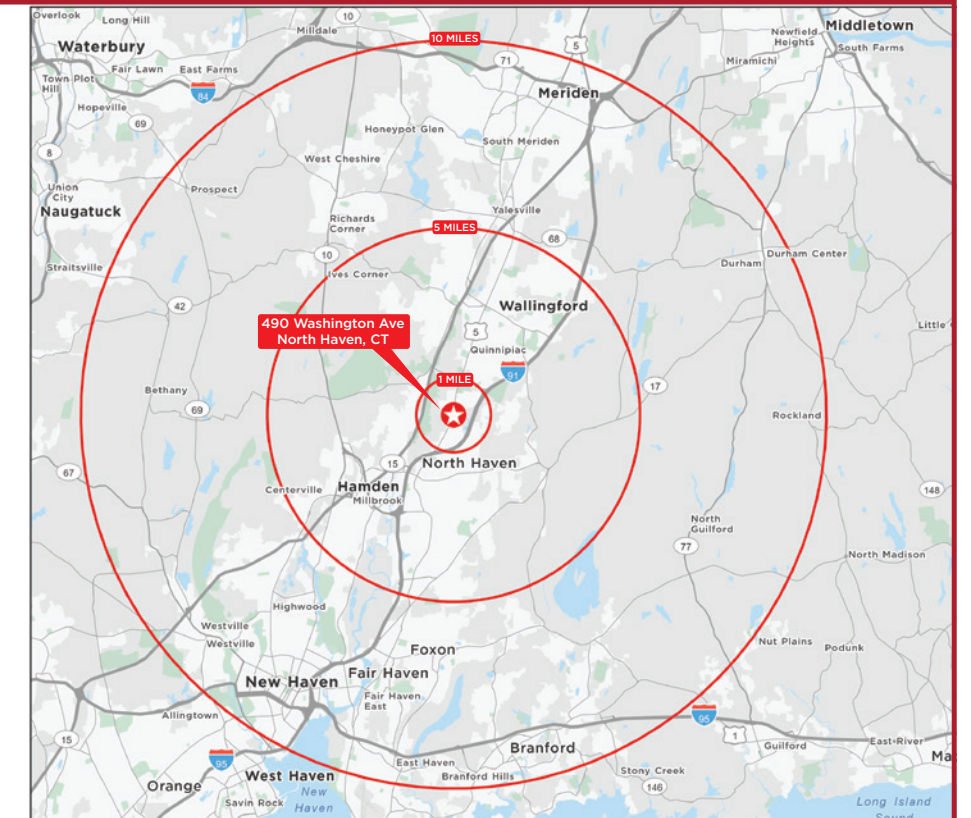 Overlook
Long Hill
10
Milldale
10 MILES
5
Middletown
Newfield
Heights
South Farms
Waterbury
Fair Lawn
East Farms
71
Miramichi
Town Plot
Hill
84
Meriden
Hopeville
69
Honeypot Glen
South Meriden
8
West Cheshire
Union
City
Prospect
Naugatuck
Yalesville
Richards
Corner
5 MILES
68
10
Durham Center
Durham
Straitsville
Ives Corner
42
Wallingford
490 Washington Ave
North Haven, CT
5
Little
Quinnipiac
91
1 MILE
Bethany
17
69
Rockland
15
North Haven
67
Centerville
Hamden
Millbrook
148
North
Guilford
77
North Madison
Highwood
Westville
Westville
Nut Plains
Podunk
Foxon
Fair Haven
New Haven
Fair Haven
East
Allingtown
95
15
1
East River
Guilford
Branford
Ma
95
East Haven
West Haven
Branford Hills
Stony Creek
Orange
146
New
Haven
Savin Rock
Long Island
Sound